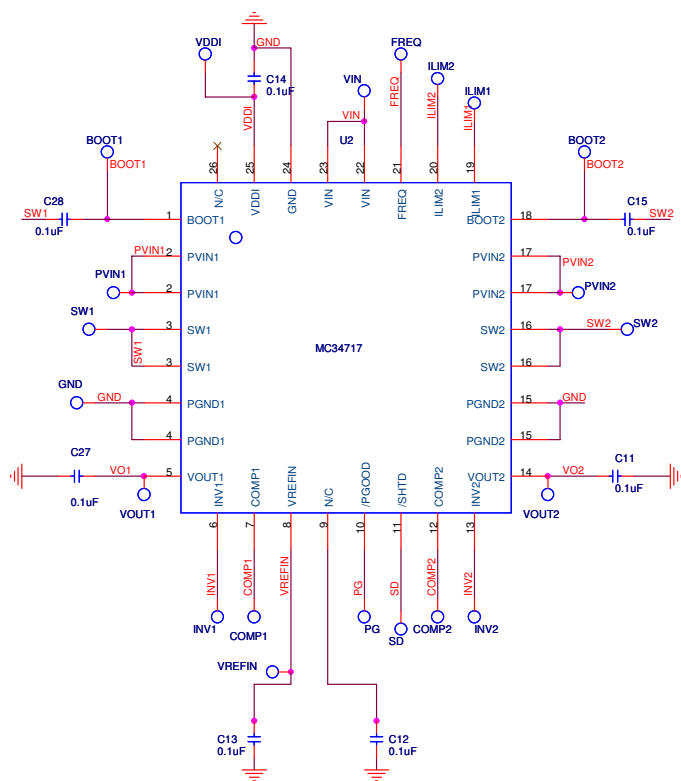 VDDI
GND
C14
0.1uF
VDDI
FREQ
FREQ
ILIM2
ILIM2
ILIM1
ILIM1
VIN
VIN
U2
BOOT1
BOOT1
BOOT2
BOOT2
26
25
24
23
22
21
20
19
N/C
VDDI
GND
VIN
VIN
FREQ
ILIM2
ILIM1
SW1
C28
0.1uF
1
BOOT1
BOOT2
18
C15
0.1uF
SW2
PVIN1
2
PVIN1
PVIN2
17
PVIN2
PVIN1
2
PVIN1
PVIN2
17
PVIN2
SW1
3
SW1
SW2
16
SW2
SW2
SW1
3
SW1
MC34717
SW2
16
GND
GND
4
PGND1
PGND2
15
GND
4
PGND1
PGND2
15
C27
0.1uF
VO1
5
VOUT1
VOUT2
14
VO2
C11
0.1uF
VOUT1
VOUT2
INV1
COMP1
VREFIN
N/C
/PGOOD
/SHTD
COMP2
INV2
6
7
8
9
10
11
12
13
INV1
COMP1
VREFIN
PG
SD
COMP2
INV2
INV1
COMP1
PG
SD
COMP2
INV2
VREFIN
C13
0.1uF
C12
0.1uF